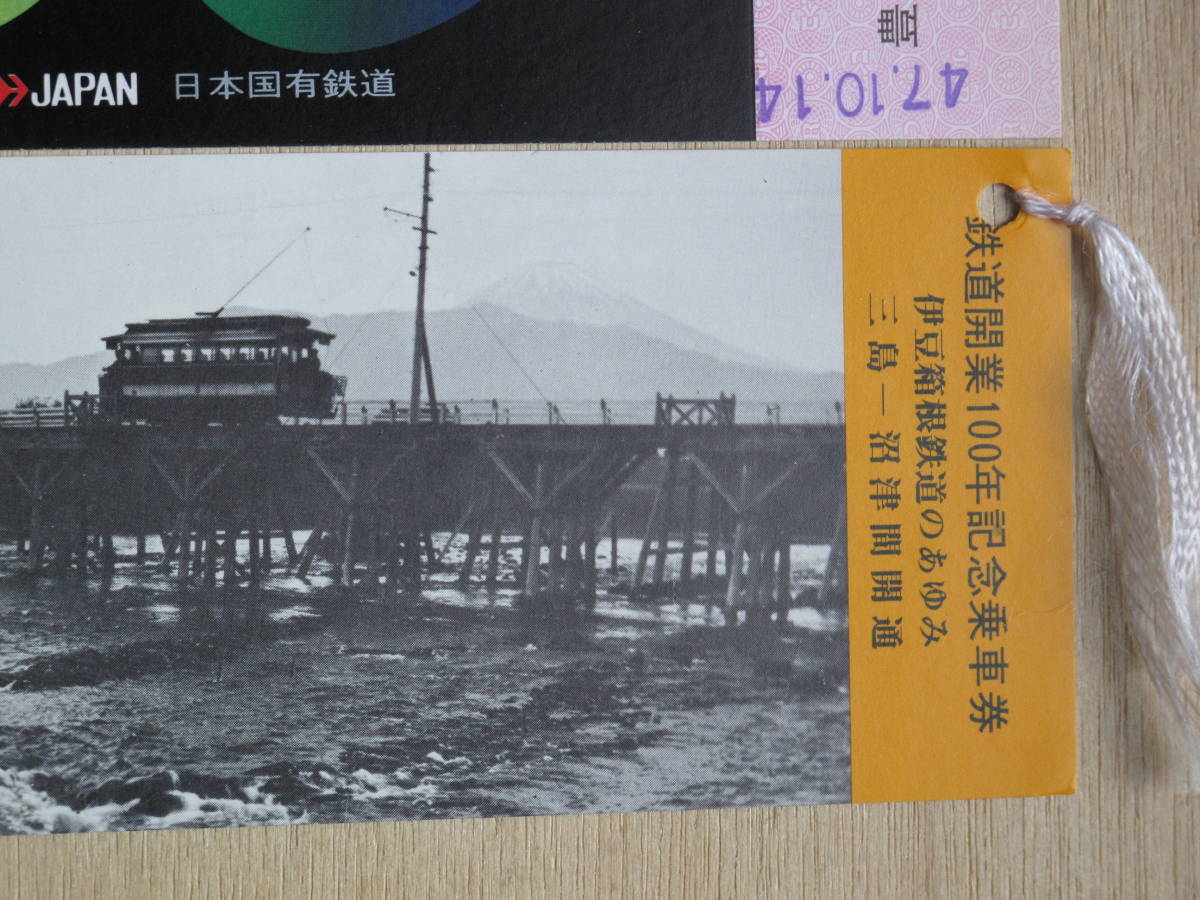 JAPAN 日本国有鉄道
47.10.14
鉄道開業100年記念乗車券
伊豆箱根鉄道のあゆみ
三島ー沼津間開通